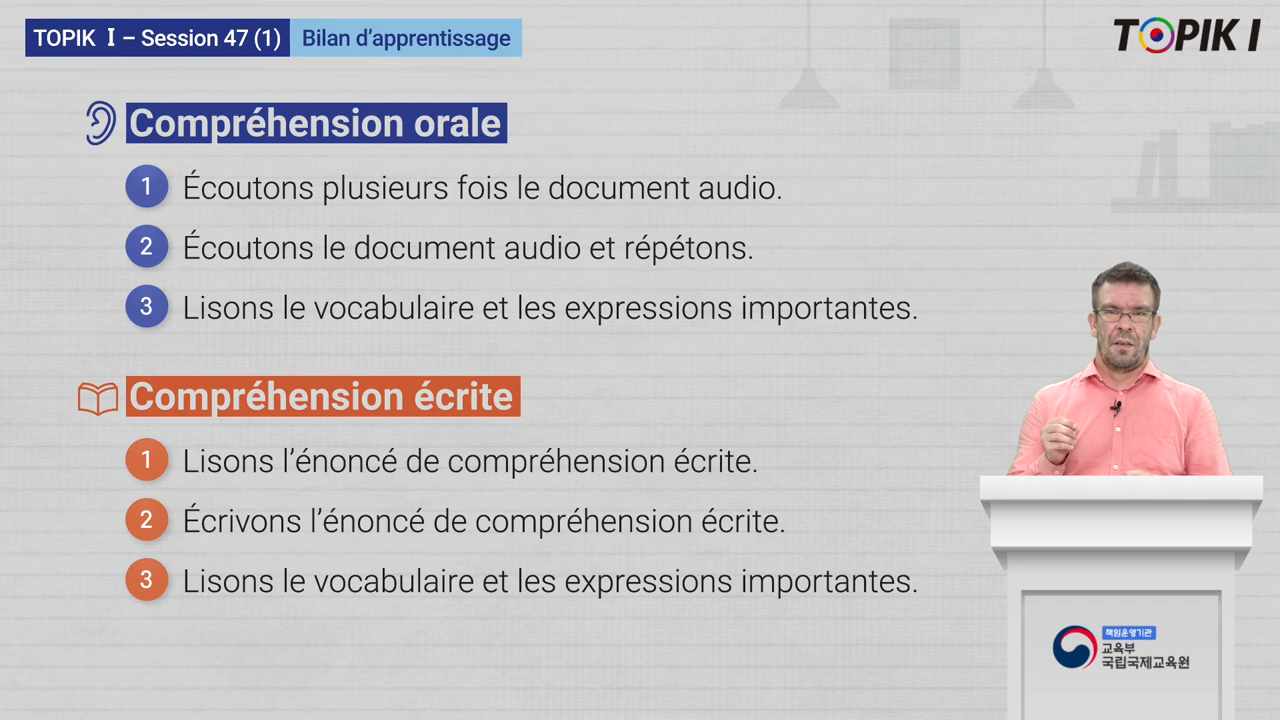 TOPIK I – Session 47 (1) Bilan d’apprentissage
TOPIK I
Compréhension orale
1 Écoutons plusieurs fois le document audio.
2 Écoutons le document audio et répétons.
3 Lisons le vocabulaire et les expressions importantes.
Compréhension écrite
1 Lisons l’énoncé de compréhension écrite.
2 Écrivons l’énoncé de compréhension écrite.
3 Lisons le vocabulaire et les expressions importantes.
책임운영기관
교육부
국립국제교육원